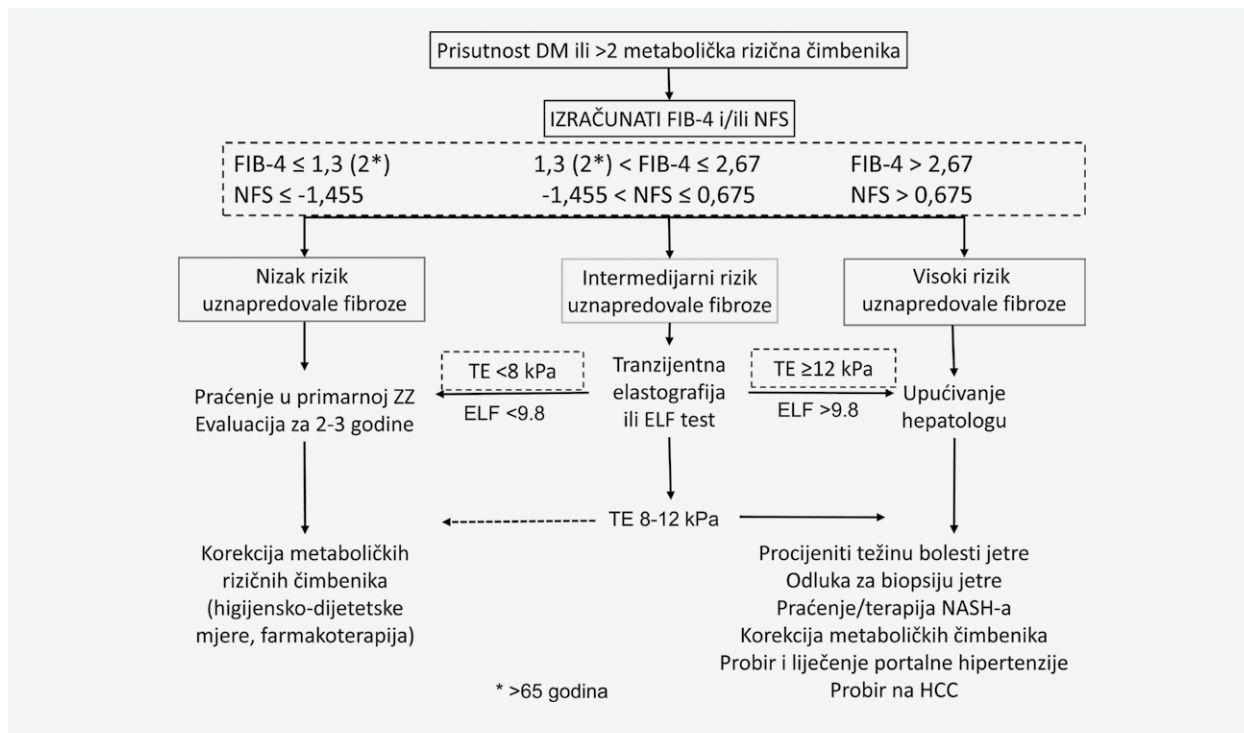 Prisutnost DM ili >2 metabolička rizična čimbenika
IZRAČUNATI FIB-4 i/ili NFS
FIB-4 ≤ 1,3 (2*)
NFS ≤ -1,455
1,3 (2*) < FIB-4 ≤ 2,67
-1,455 < NFS ≤ 0,675
FIB-4 > 2,67
NFS > 0,675
Nizak rizik
uznapredovale fibroze
Intermedijarni rizik
uznapredovale fibroze
Visoki rizik
uznapredovale fibroze
Praćenje u primarnoj ZZ
Evaluacija za 2-3 godine
TE <8 kPa
ELF <9.8
Tranzijentna
elastografija
ili ELF test
TE ≥12 kPa
ELF >9.8
Upućivanje
hepatologu
TE 8-12 kPa
Korekcija metaboličkih
rizičnih čimbenika
(higijensko-dijetetske
mjere, farmakoterapija)
Procijeniti težinu bolesti jetre
Odluka za biopsiju jetre
Praćenje/terapija NASH-a
Korekcija metaboličkih čimbenika
Probir i liječenje portalne hipertenzije
Probir na HCC
* >65 godina